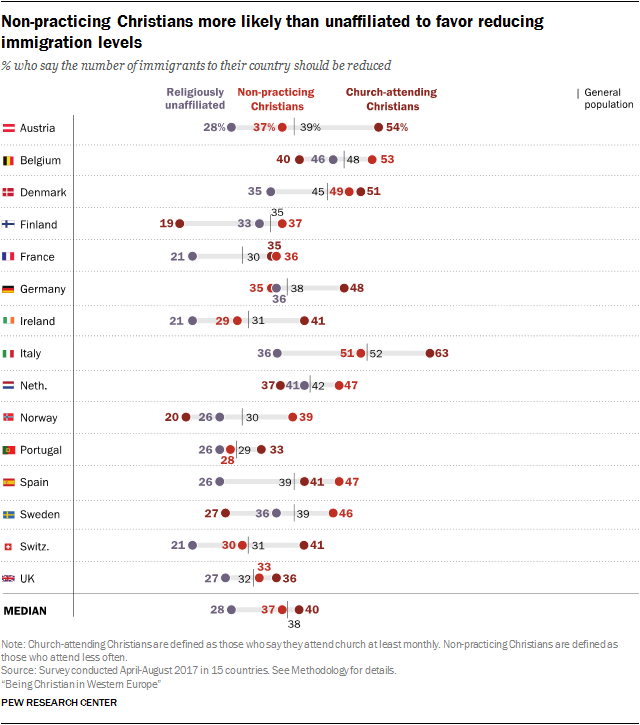 Non-practicing Christians more likely than unaffiliated to favor reducing
immigration levels
% who say the number of immigrants to their country should be reduced
Religiously unaffiliated Non-practicing Christians Church-attending Christians General population
Austria 28% 37% 39% 54%
Belgium 40 46 48 53
Denmark 35 45 49 51
Finland 19 33 35 37
France 21 30 35 36
Germany 35 36 38 48
Ireland 21 29 31 41
Italy 36 51 52 63
Neth. 37 41 42 47
Norway 20 26 30 39
Portugal 26 28 29 33
Spain 26 39 41 47
Sweden 27 36 39 46
Switz. 21 30 31 41
UK 27 32 33 36
MEDIAN 28 37 38 40
Note: Church-attending Christians are defined as those who say they attend church at least monthly. Non-practicing Christians are defined as
those who attend less often.
Source: Survey conducted April-August 2017 in 15 countries. See Methodology for details.
"Being Christian in Western Europe"
PEW RESEARCH CENTER